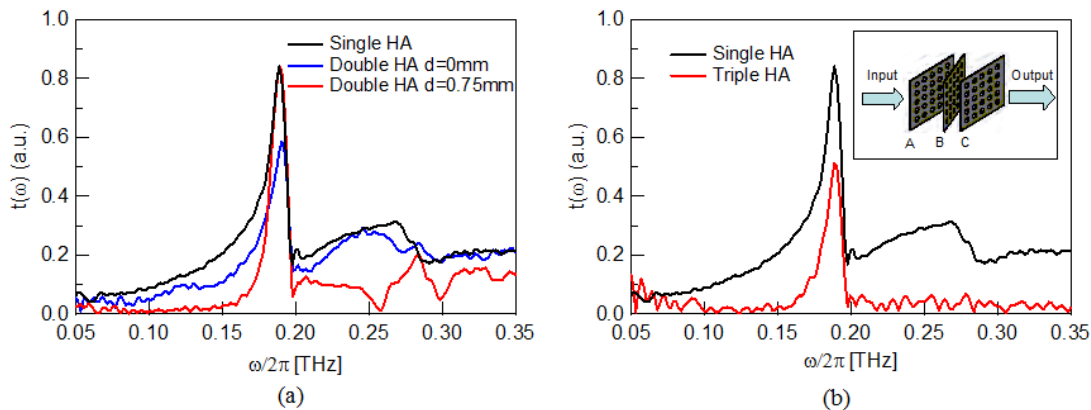 1.0
0.8
0.6
0.4
0.2
0.0
t(ω) (a.u.)
Single HA
Double HA d=0mm
Double HA d=0.75mm
0.05 0.10 0.15 0.20 0.25 0.30 0.35
ω/2π [THz]
(a)
1.0
0.8
0.6
0.4
0.2
0.0
t(ω) (a.u.)
Single HA
Triple HA
Input
Output
A B C
0.05 0.10 0.15 0.20 0.25 0.30 0.35
ω/2π [THz]
(b)